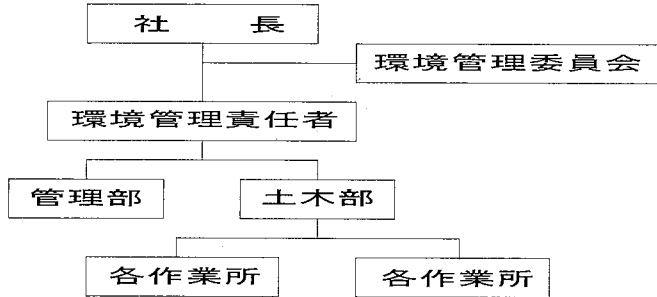 社長
環境管理委員会
環境管理責任者
管理部
土木部
各作業所
各作業所